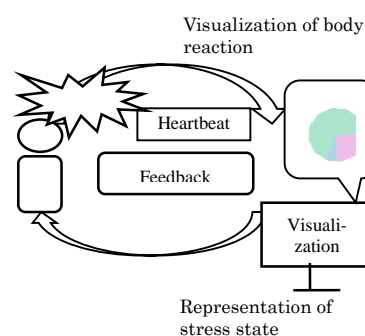 Visualization of body
reaction
Heartbeat
Feedback
Visuali-
zation
Representation of
stress state